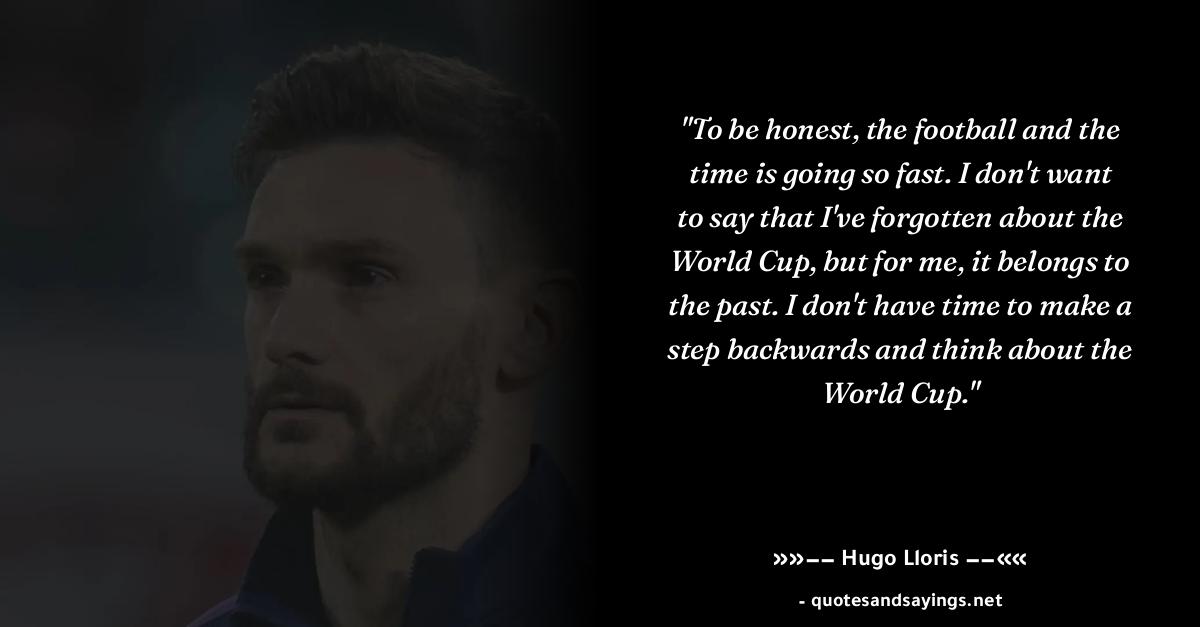 "To be honest, the football and the
time is going so fast. I don't want
to say that I've forgotten about the
World Cup, but for me, it belongs to
the past. I don't have time to make a
step backwards and think about the
World Cup."
»»−− Hugo Lloris −−««
- quotesandsayings.net